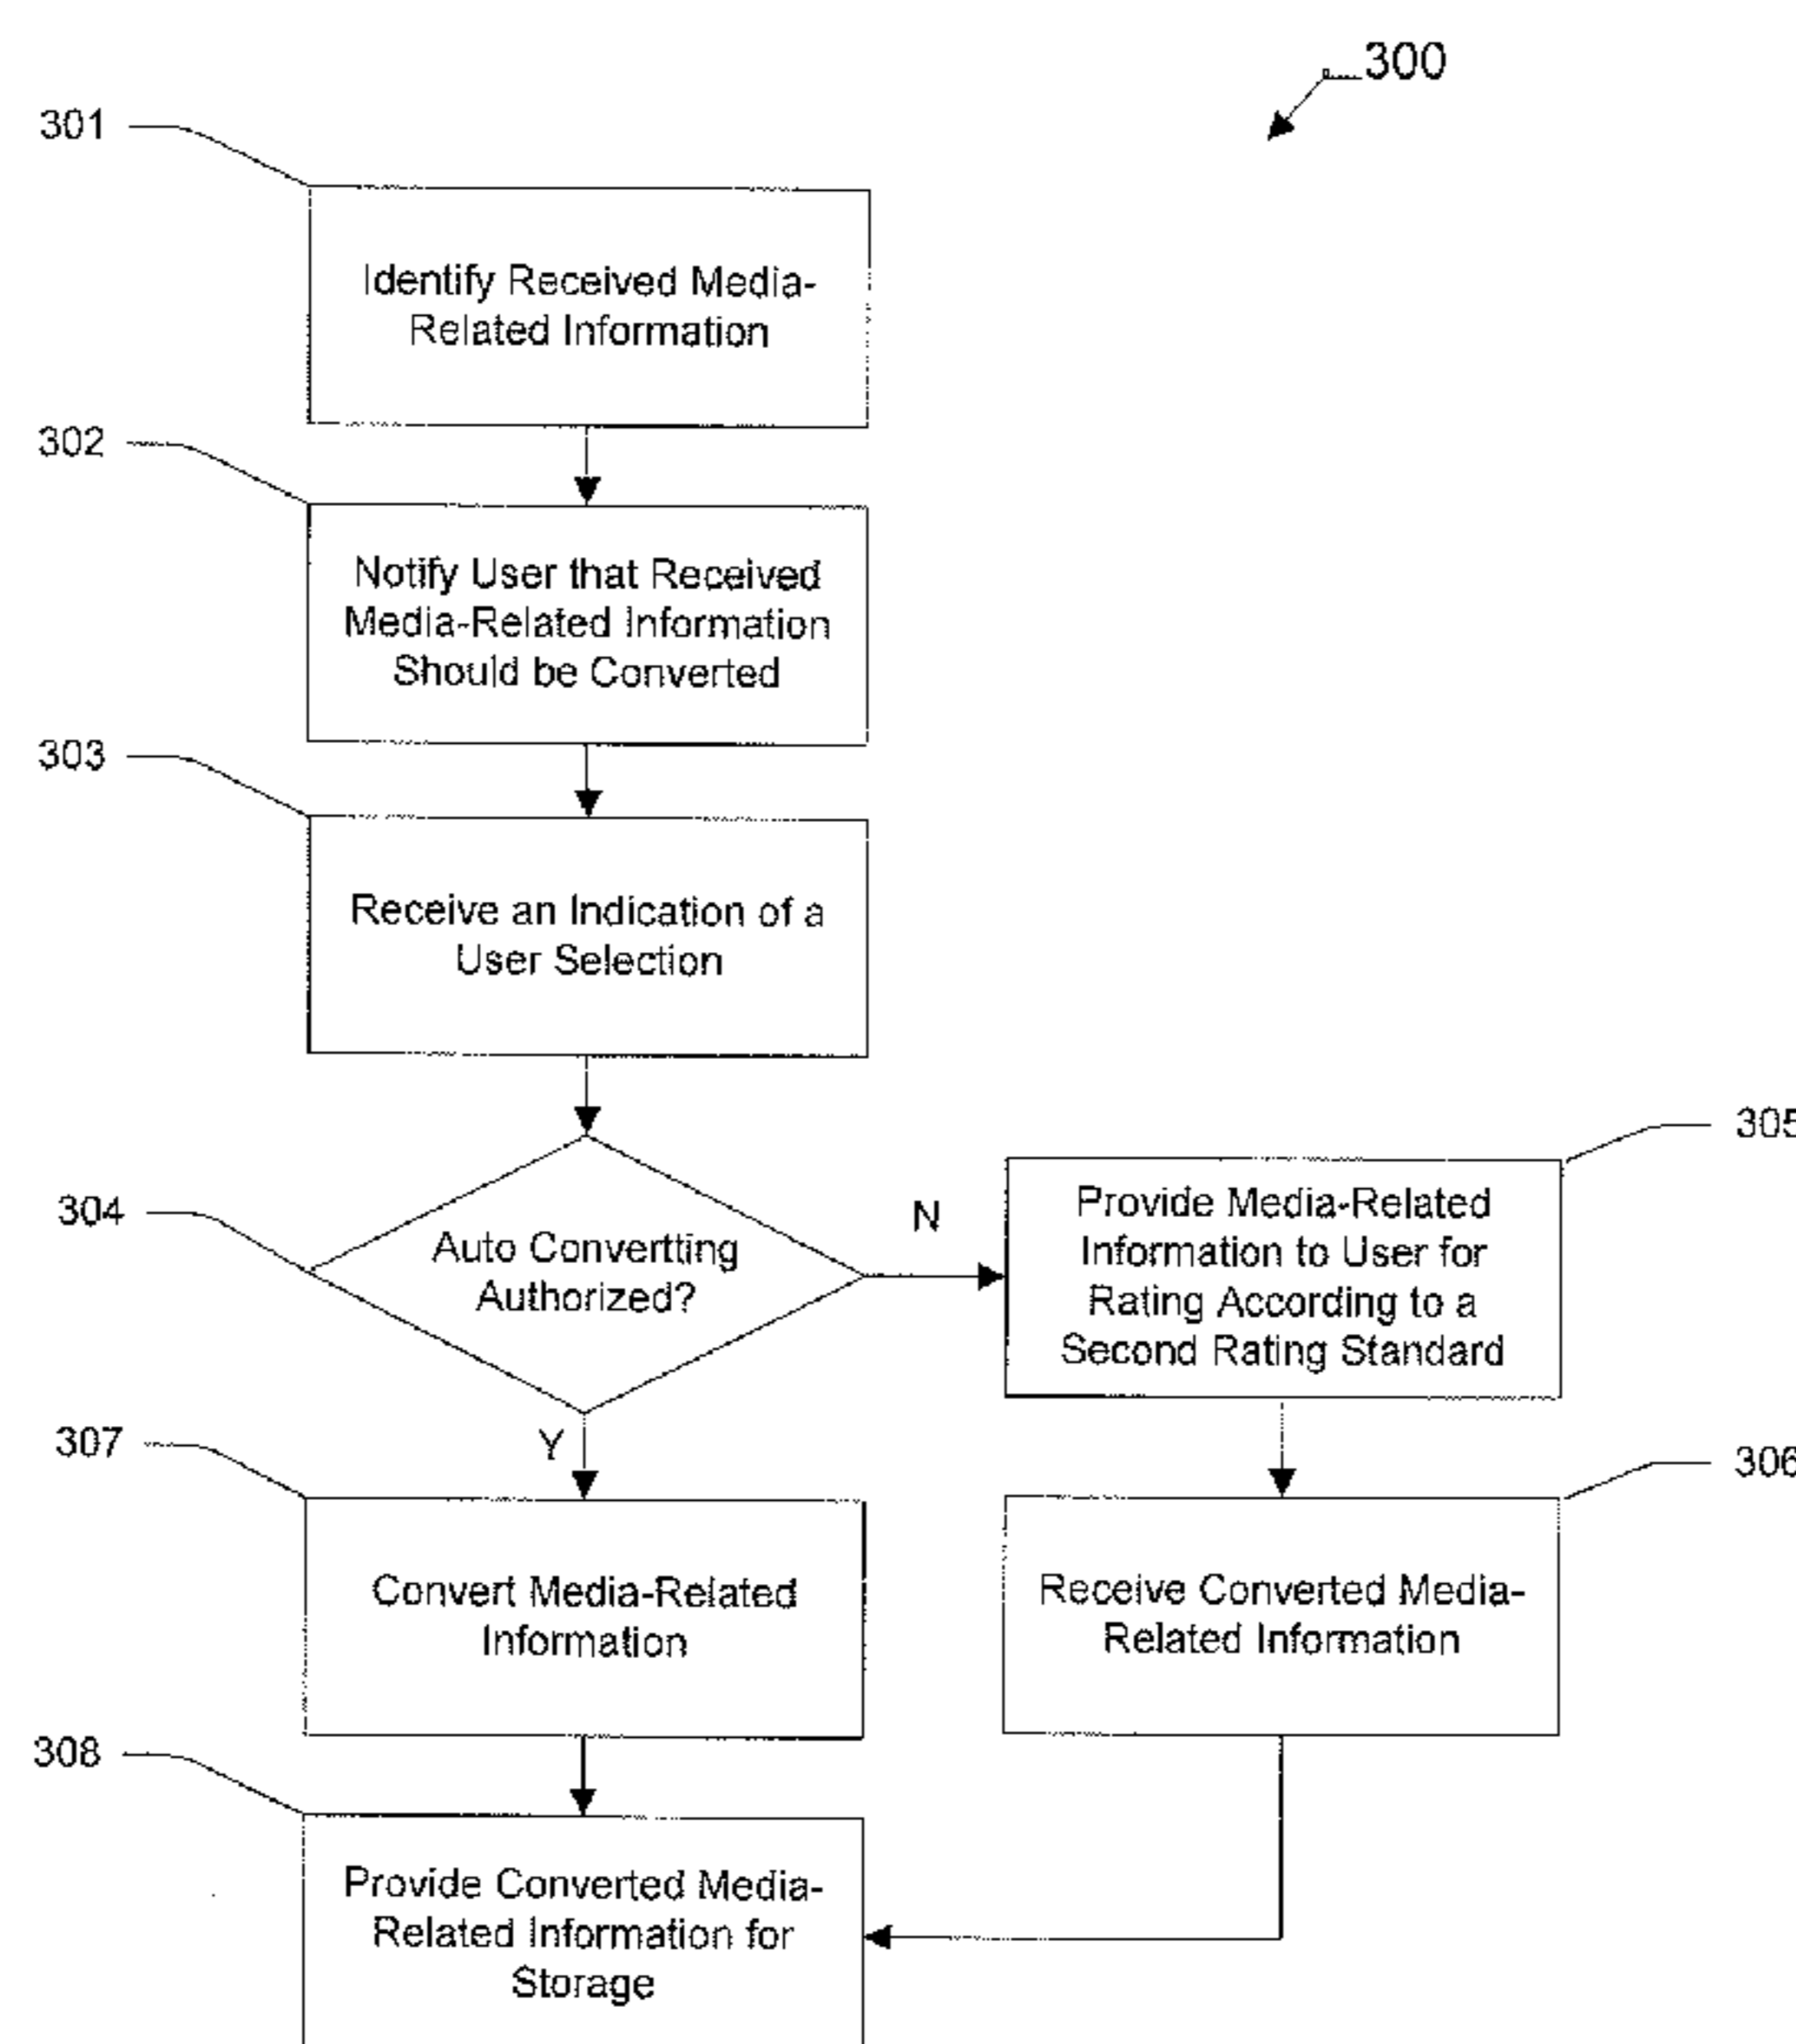 300
301
Identify Received Media-
Related Information
302
Notify User that Received
Media-Related Information
Should be Converted
303
Receive an Indication of a
User Selection
304
Auto Convertting
Authorized?
N
305
Provide Media-Related
Information to User for
Rating According to a
Second Rating Standard
Y
307
Convert Media-Related
Information
306
Receive Converted Media-
Related Information
308
Provide Converted Media-
Related Information for
Storage